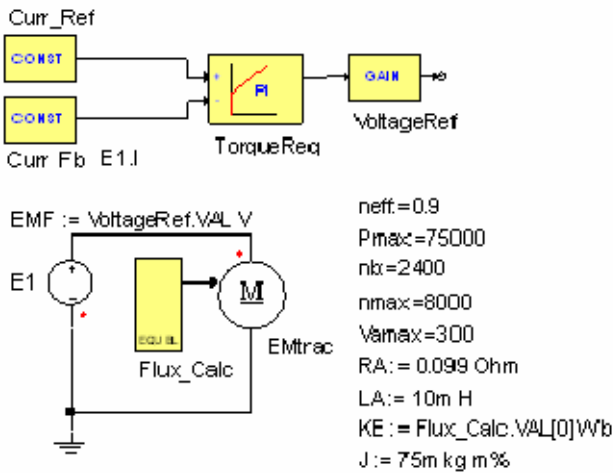 Curr_Ref
CONST
CONST
Curr_Fb E1.I
+
-
PI
TorqueReq
GAIN
VoltageRef
EMF := VoltageRef.VAL V
E1
+
-
EQUBL
Flux_Calc
M
EMtrac
neff:=0.9
Pmax:=75000
nb:=2400
nmax:=8000
Vamax:=300
RA:= 0.099 Ohm
LA:= 10m H
KE := Flux_Calc.VAL[0] Wb
J := 75m kg m%